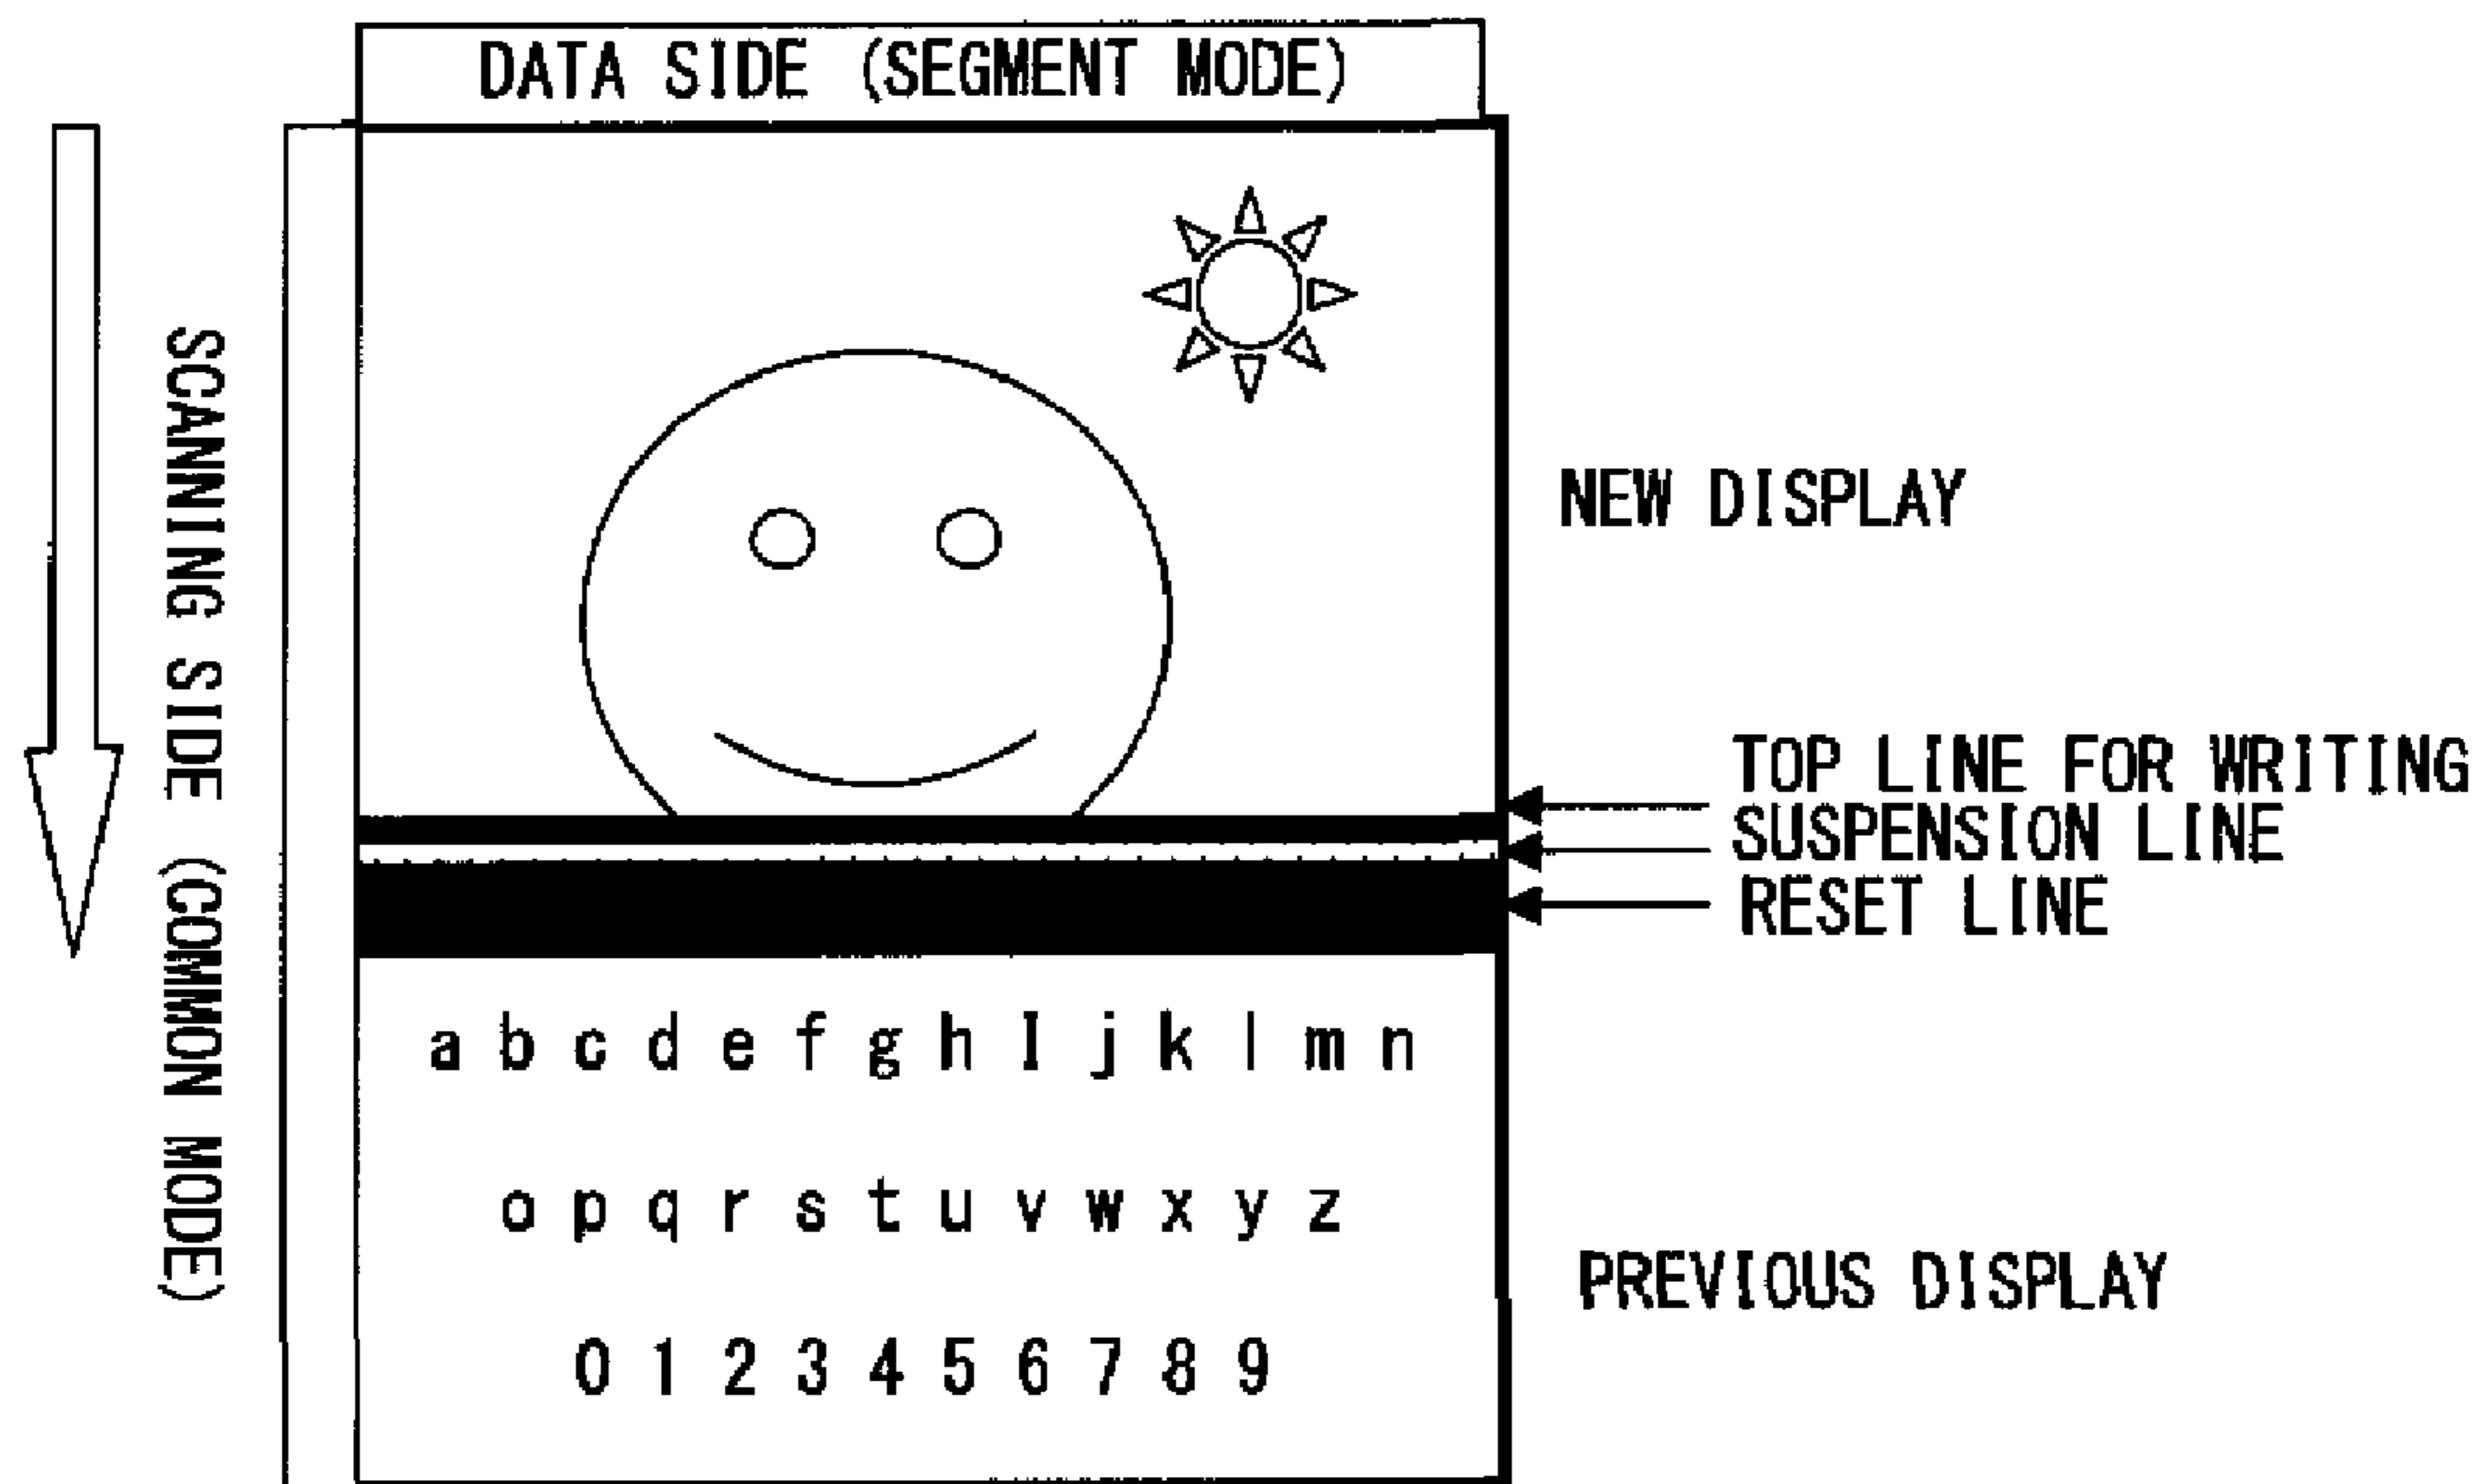 DATA SIDE (SEGMENT MODE)
SCANNING SIDE (COMMON MODE)
NEW DISPLAY
TOP LINE FOR WRITING
SUSPENSION LINE
RESET LINE
a b c d e f g h I j k l m n
o p q r s t u v w x y z
PREVIOUS DISPLAY
0 1 2 3 4 5 6 7 8 9